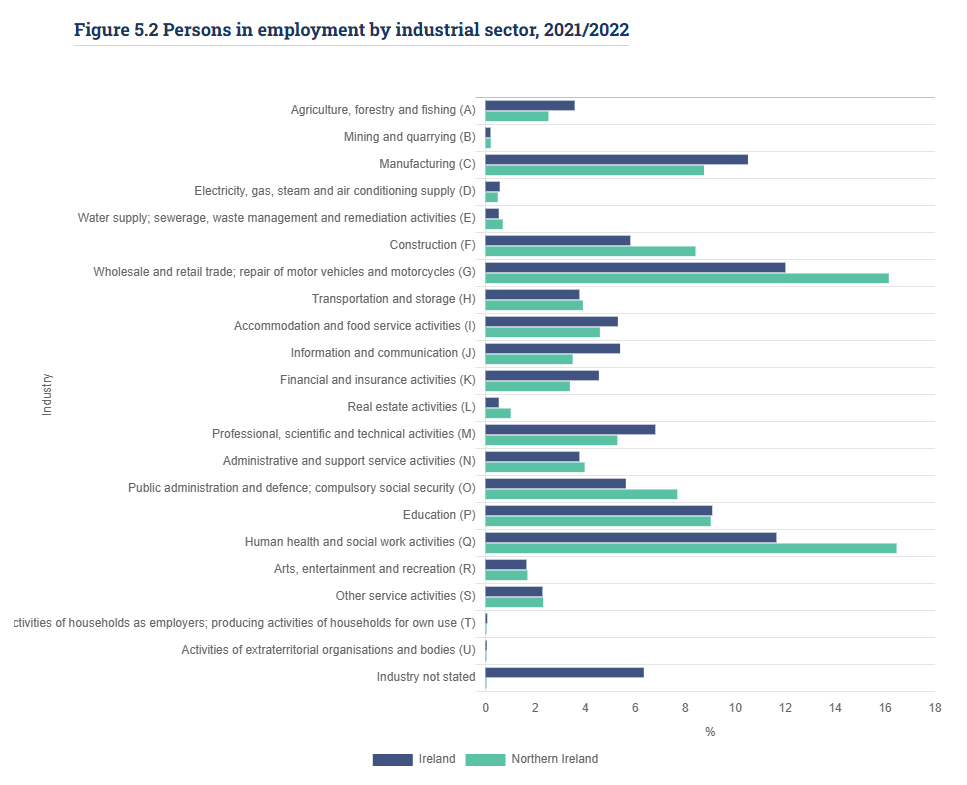 Figure 5.2 Persons in employment by industrial sector, 2021/2022
Agriculture, forestry and fishing (A)
Mining and quarrying (B)
Manufacturing (C)
Electricity, gas, steam and air conditioning supply (D)
Water supply; sewerage, waste management and remediation activities (E)
Construction (F)
Wholesale and retail trade; repair of motor vehicles and motorcycles (G)
Transportation and storage (H)
Accommodation and food service activities (I)
Information and communication (J)
Industry
Financial and insurance activities (K)
Real estate activities (L)
Professional, scientific and technical activities (M)
Administrative and support service activities (N)
Public administration and defence; compulsory social security (O)
Education (P)
Human health and social work activities (Q)
Arts, entertainment and recreation (R)
Other service activities (S)
ctivities of households as employers; producing activities of households for own use (T)
Activities of extraterritorial organisations and bodies (U)
Industry not stated
0 2 4 6 8 10 12 14 16 18
%
Ireland Northern Ireland